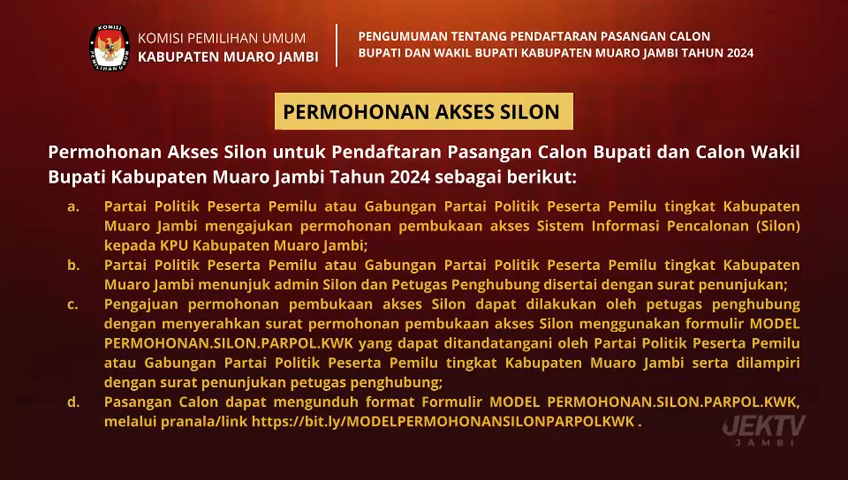 KOMISI
PEMILIHAN UMUM
KOMISI PEMILIHAN UMUM
KABUPATEN MUARO JAMBI
PENGUMUMAN TENTANG PENDAFTARAN PASANGAN CALON
BUPATI DAN WAKIL BUPATI KABUPATEN MUARO JAMBI TAHUN 2024
PERMOHONAN AKSES SILON
Permohonan Akses Silon untuk Pendaftaran Pasangan Calon Bupati dan Calon Wakil
Bupati Kabupaten Muaro Jambi Tahun 2024 sebagai berikut:
a. Partai Politik Peserta Pemilu atau Gabungan Partai Politik Peserta Pemilu tingkat Kabupaten
Muaro Jambi mengajukan permohonan pembukaan akses Sistem Informasi Pencalonan (Silon)
kepada KPU Kabupaten Muaro Jambi;
b. Partai Politik Peserta Pemilu atau Gabungan Partai Politik Peserta Pemilu tingkat Kabupaten
Muaro Jambi menunjuk admin Silon dan Petugas Penghubung disertai dengan surat penunjukan;
c. Pengajuan permohonan pembukaan akses Silon dapat dilakukan oleh petugas penghubung
dengan menyerahkan surat permohonan pembukaan akses Silon menggunakan formulir MODEL
PERMOHONAN.SILON.PARPOL.KWK yang dapat ditandatangani oleh Partai Politik Peserta Pemilu
atau Gabungan Partai Politik Peserta Pemilu tingkat Kabupaten Muaro Jambi serta dilampiri
dengan surat penunjukan petugas penghubung;
d. Pasangan Calon dapat mengunduh format Formulir MODEL PERMOHONAN.SILON.PARPOL.KWK,
melalui pranala/link https://bit.ly/MODELPERMOHONANSILONPARPOLKWK .
JEKTV
JAMBI